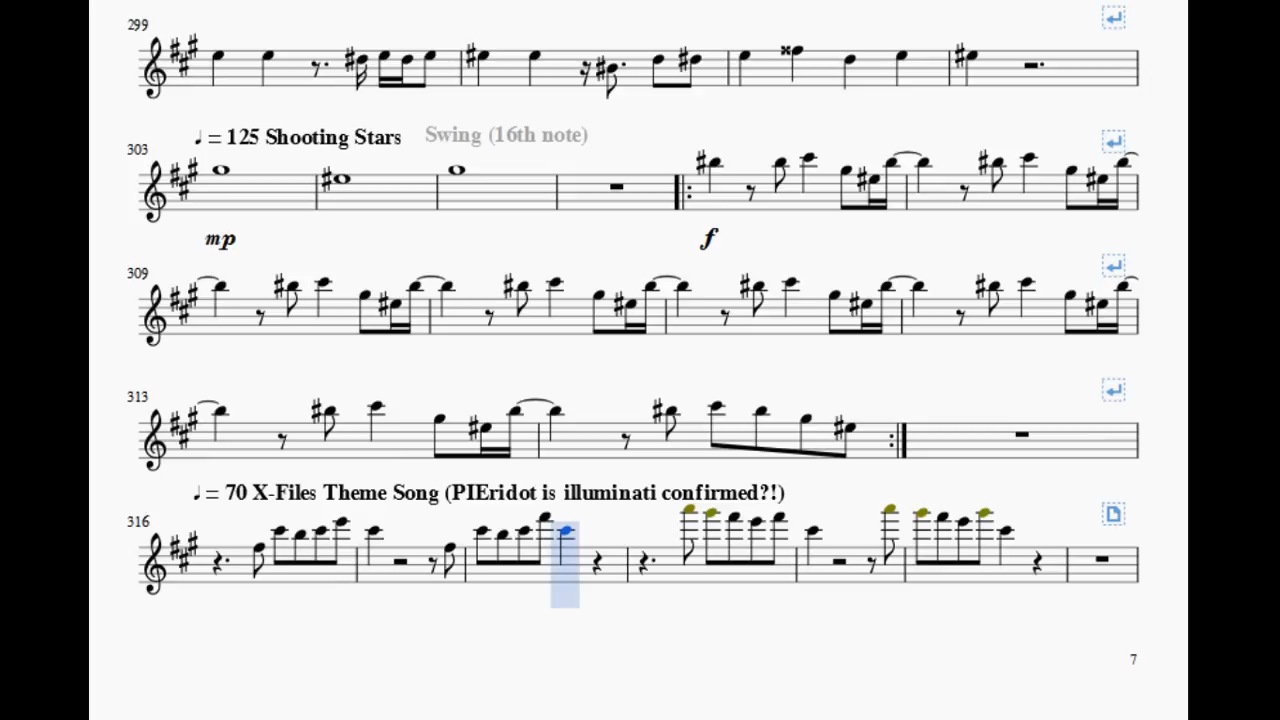 299
♩ = 125 Shooting Stars Swing (16th note)
303
mp f
309
313
♩ = 70 X-Files Theme Song (PIEridot is illuminati confirmed?!)
316
7